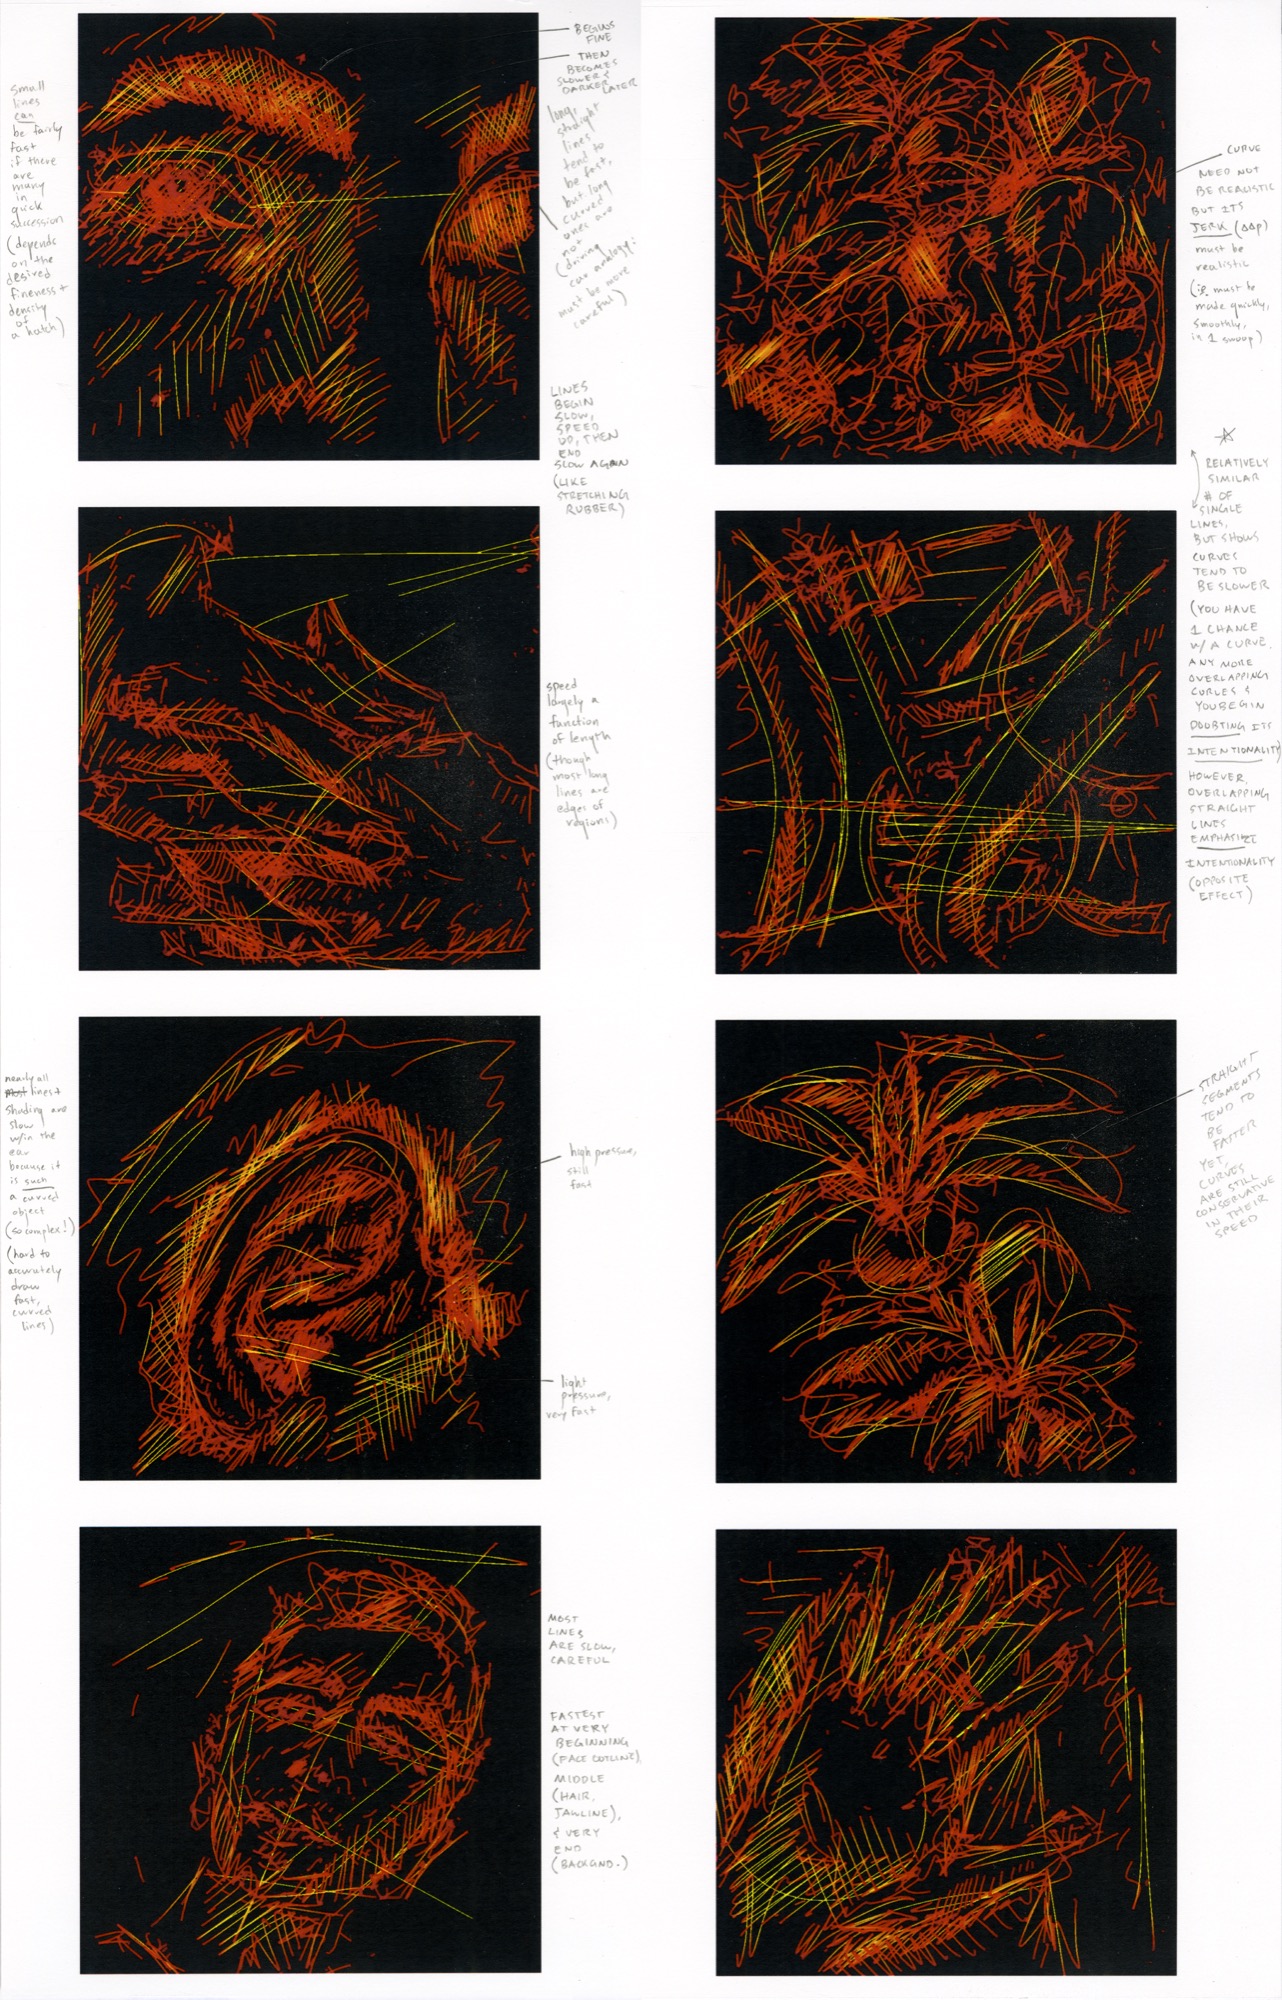 small
lines
can
be fairly
fast
if there
are
many
in
quick
succession
(depends
on the
desired
fineness +
density
of
a hatch)
BEGINS
FINE
THEN
BECOMES
SLOWER &
DARKER LATER
long,
straight
lines
tend to
be fast,
but long
curved
ones are
not
(driving
car analogy:
must be more
careful)
LINES
BEGIN
SLOW,
SPEED
UP, THEN
END
SLOW AGAIN
(LIKE
STRETCHING
RUBBER)
CURVE
NEED NOT
BE REALISTIC
BUT ITS
JERK (ΔΔP)
must be
realistic
(ie must be
made quickly,
smoothly,
in 1 swoop)
RELATIVELY
SIMILAR
# OF
SINGLE
LINES,
BUT SHOWS
CURVES
TEND TO
BE SLOWER
(YOU HAVE
1 CHANCE
W/ A CURVE.
ANY MORE
OVERLAPPING
CURVES &
YOU BEGIN
DOUBTING ITS
INTENTIONALITY)
HOWEVER,
OVERLAPPING
STRAIGHT
LINES
EMPHASIZE
INTENTIONALITY
(OPPOSITE
EFFECT)
speed
largely a
function
of length
(though
most long
lines are
edges of
regions)
nearly all
most lines +
shading are
slow
w/in the
ear
because it
is such
a curved
object
(so complex!)
(hard to
accurately
draw
fast,
curved
lines)
high pressure,
still
fast
light
pressure,
very fast
STRAIGHT
SEGMENTS
TEND TO
BE
FASTER
YET,
CURVES
ARE STILL
CONSERVATIVE
IN THEIR
SPEED
MOST
LINES
ARE SLOW,
CAREFUL
FASTEST
AT VERY
BEGINNING
(FACE OUTLINE),
MIDDLE
(HAIR,
JAWLINE),
& VERY
END
(BACKGND.)